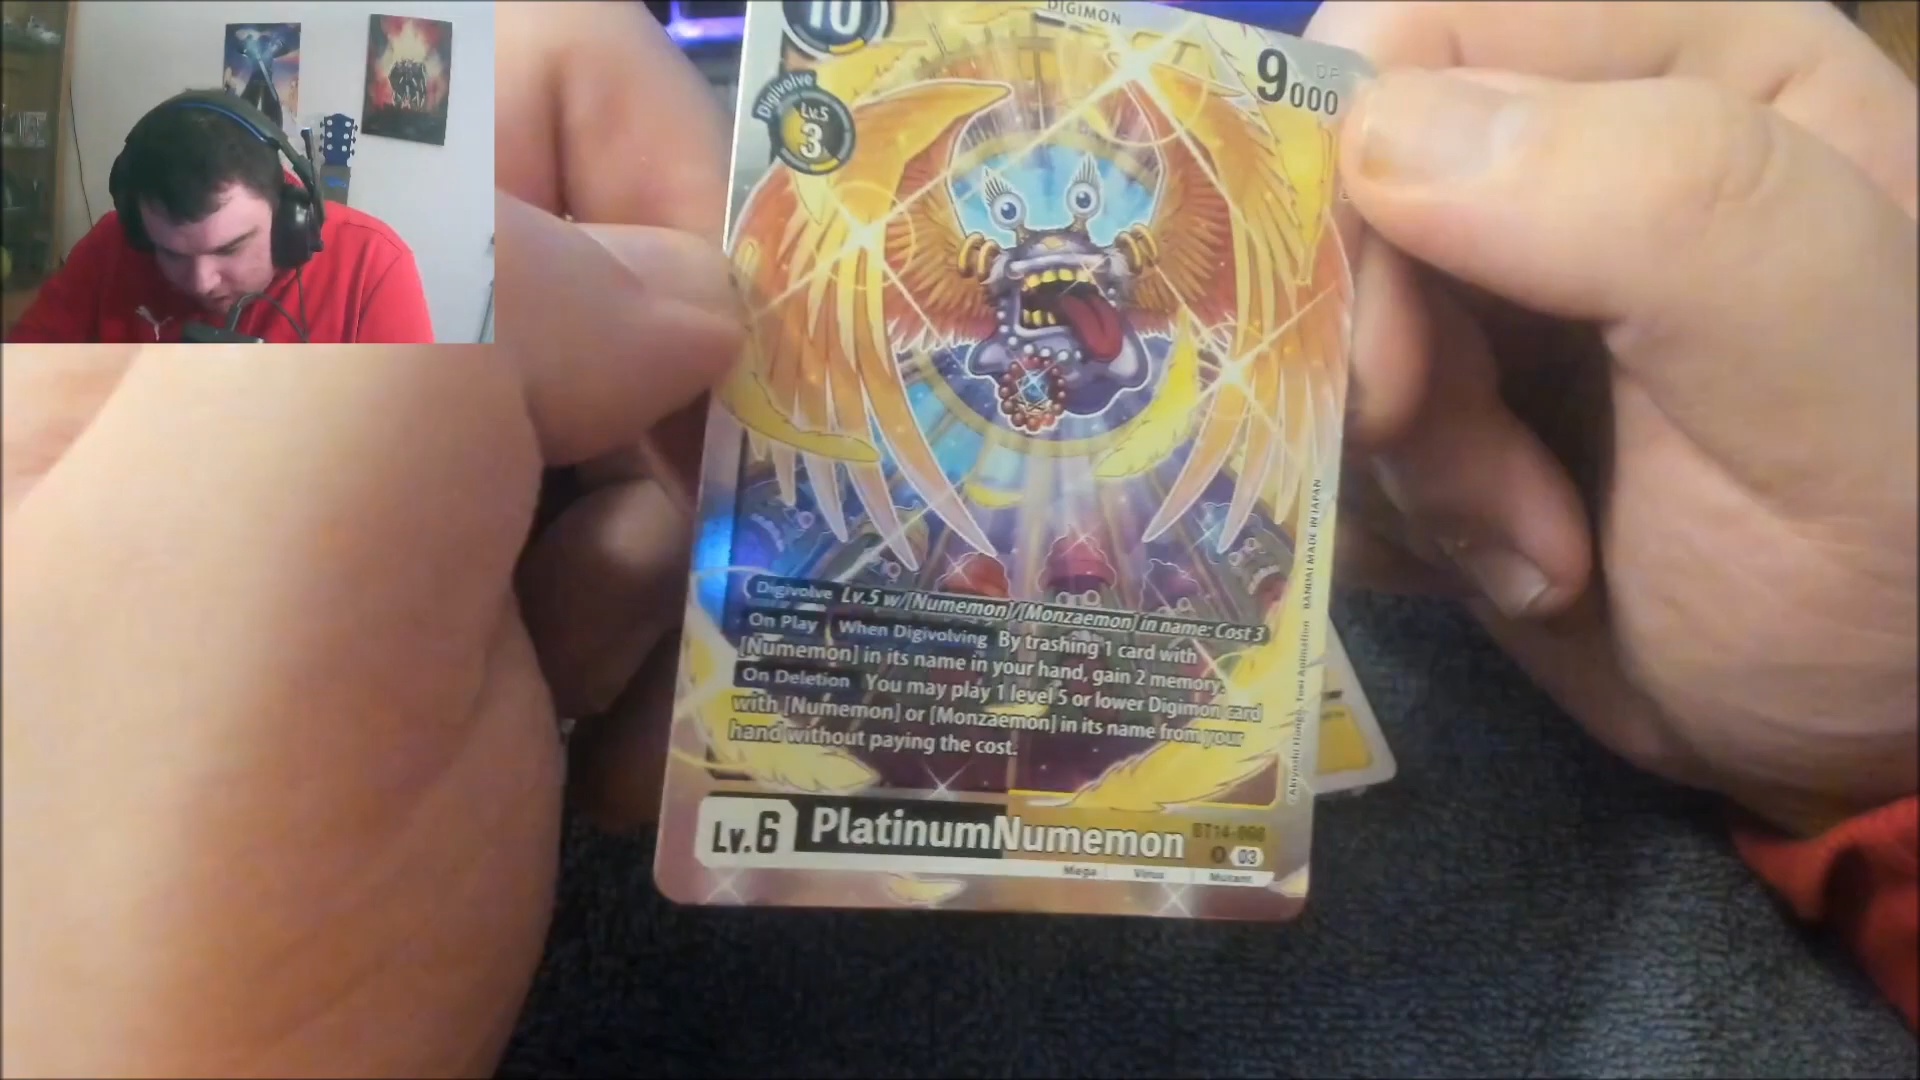 DIGIMON
10
9000
DP
Digivolve
Lv.5
3
Digivolve Lv.5 w/[Numemon]/[Monzaemon] in name: Cost 3
On Play When Digivolving By trashing 1 card with
[Numemon] in its name in your hand, gain 2 memory.
On Deletion You may play 1 level 5 or lower Digimon card
with [Numemon] or [Monzaemon] in its name from your
hand without paying the cost.
BANDAI MADE IN JAPAN
Lv.6 PlatinumNumemon
03
Mega Virus Mutant